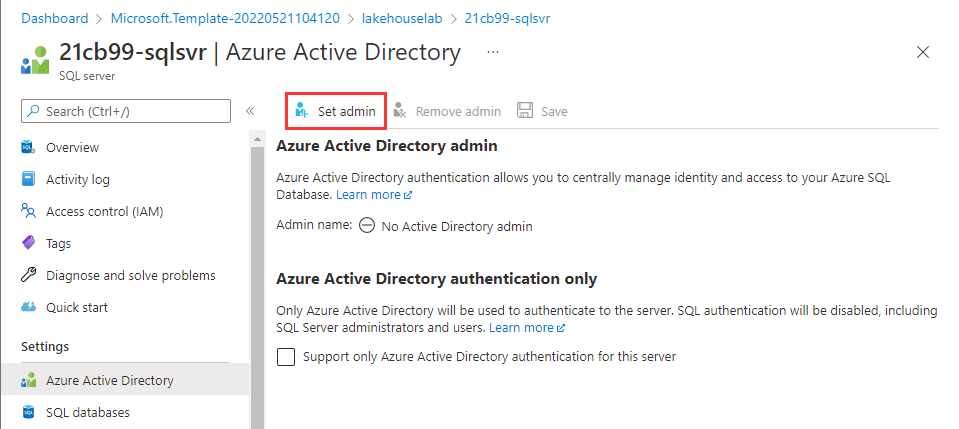 Dashboard > Microsoft.Template-20220521104120 > lakehouselab > 21cb99-sqlsvr
21cb99-sqlsvr | Azure Active Directory ...
SQL server
Search (Ctrl+/) «
Set admin Remove admin Save
Overview
Activity log
Access control (IAM)
Tags
Diagnose and solve problems
Quick start
Settings
Azure Active Directory
SQL databases
Azure Active Directory admin
Azure Active Directory authentication allows you to centrally manage identity and access to your Azure SQL
Database. Learn more
Admin name: No Active Directory admin
Azure Active Directory authentication only
Only Azure Active Directory will be used to authenticate to the server. SQL authentication will be disabled, including
SQL Server administrators and users. Learn more
Support only Azure Active Directory authentication for this server